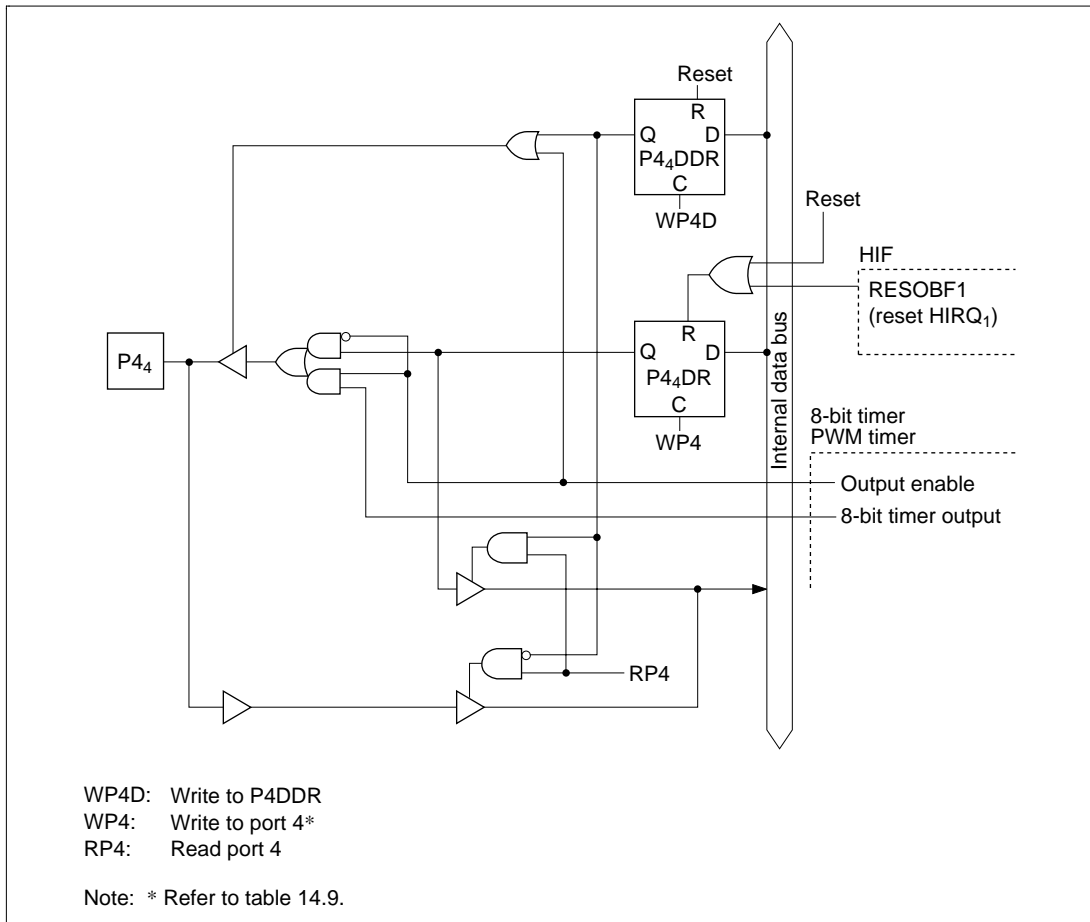 Reset
R
Q D
P4₄DDR
C
WP4D
Reset
HIF
RESOBF1
(reset HIRQ₁)
R
Q D
P4₄DR
C
WP4
P4₄
Internal data bus
8-bit timer
PWM timer
Output enable
8-bit timer output
RP4
WP4D: Write to P4DDR
WP4: Write to port 4*
RP4: Read port 4
Note: * Refer to table 14.9.